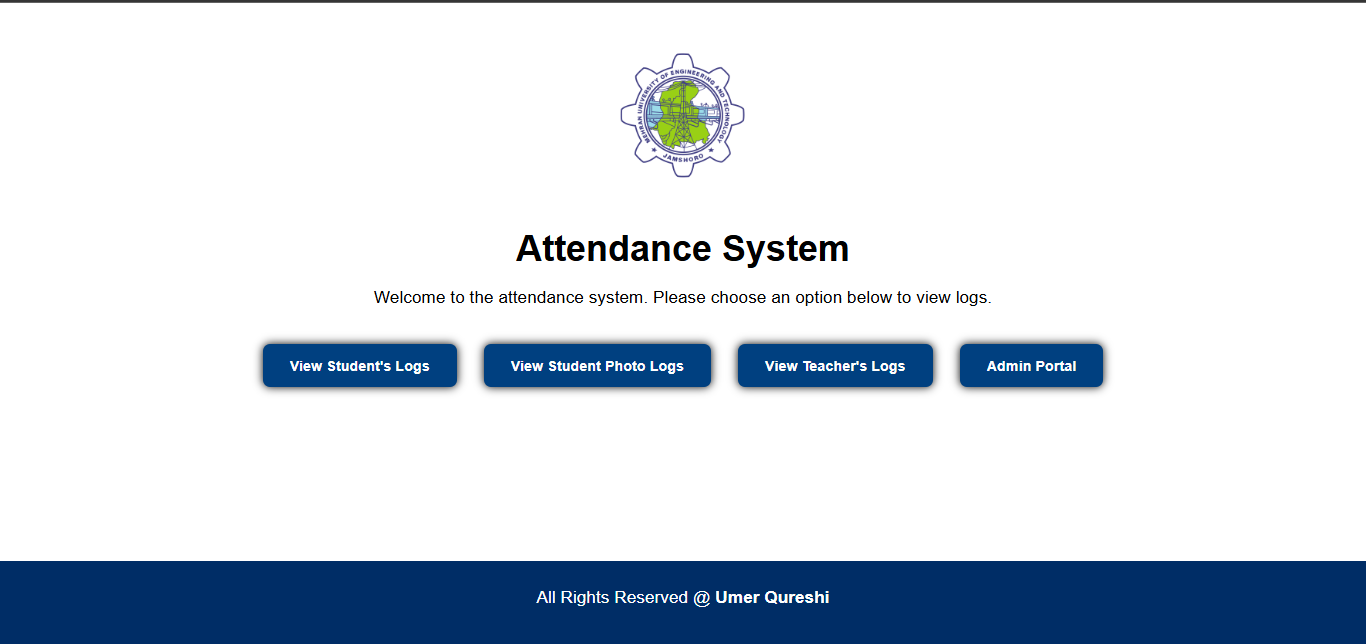 MEHRAN UNIVERSITY OF ENGINEERING AND TECHNOLOGY
JAMSHORO
Attendance System
Welcome to the attendance system. Please choose an option below to view logs.
View Student's Logs
View Student Photo Logs
View Teacher's Logs
Admin Portal
All Rights Reserved @ Umer Qureshi